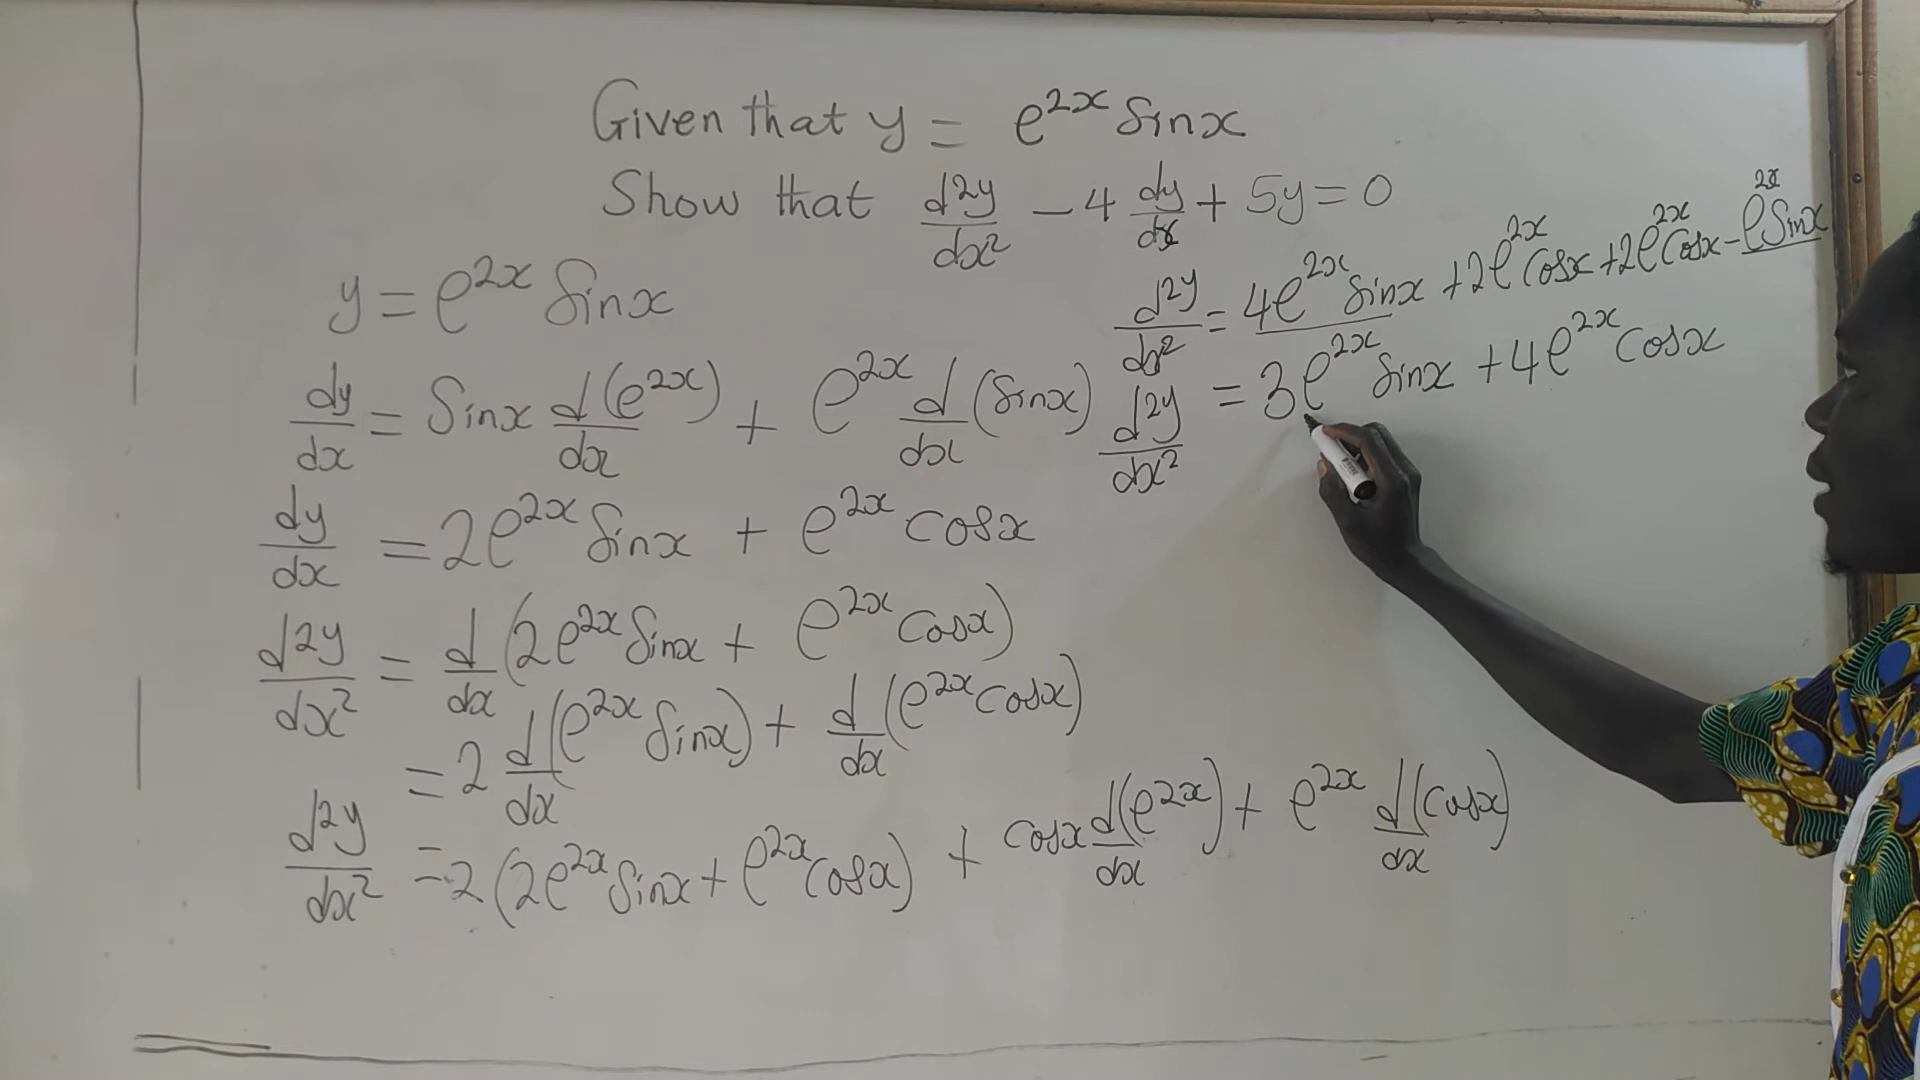 Given that y = e^2x Sinx
Show that d²y/dx² - 4 dy/dx + 5y = 0
y = e^2x Sinx
dy/dx = Sinx d/dx (e^2x) + e^2x d/dx (Sinx)
dy/dx = 2e^2x Sinx + e^2x Cosx
d²y/dx² = d/dx (2e^2x Sinx + e^2x Cosx)
= 2 d/dx (e^2x Sinx) + d/dx (e^2x Cosx)
d²y/dx² = 2 (2e^2x Sinx + e^2x Cosx) + Cosx d/dx (e^2x) + e^2x d/dx (Cosx)
d²y/dx² = 4e^2x Sinx + 2e^2x Cosx + 2e^2x Cosx - e^2x Sinx
d²y/dx² = 3e^2x Sinx + 4e^2x Cosx